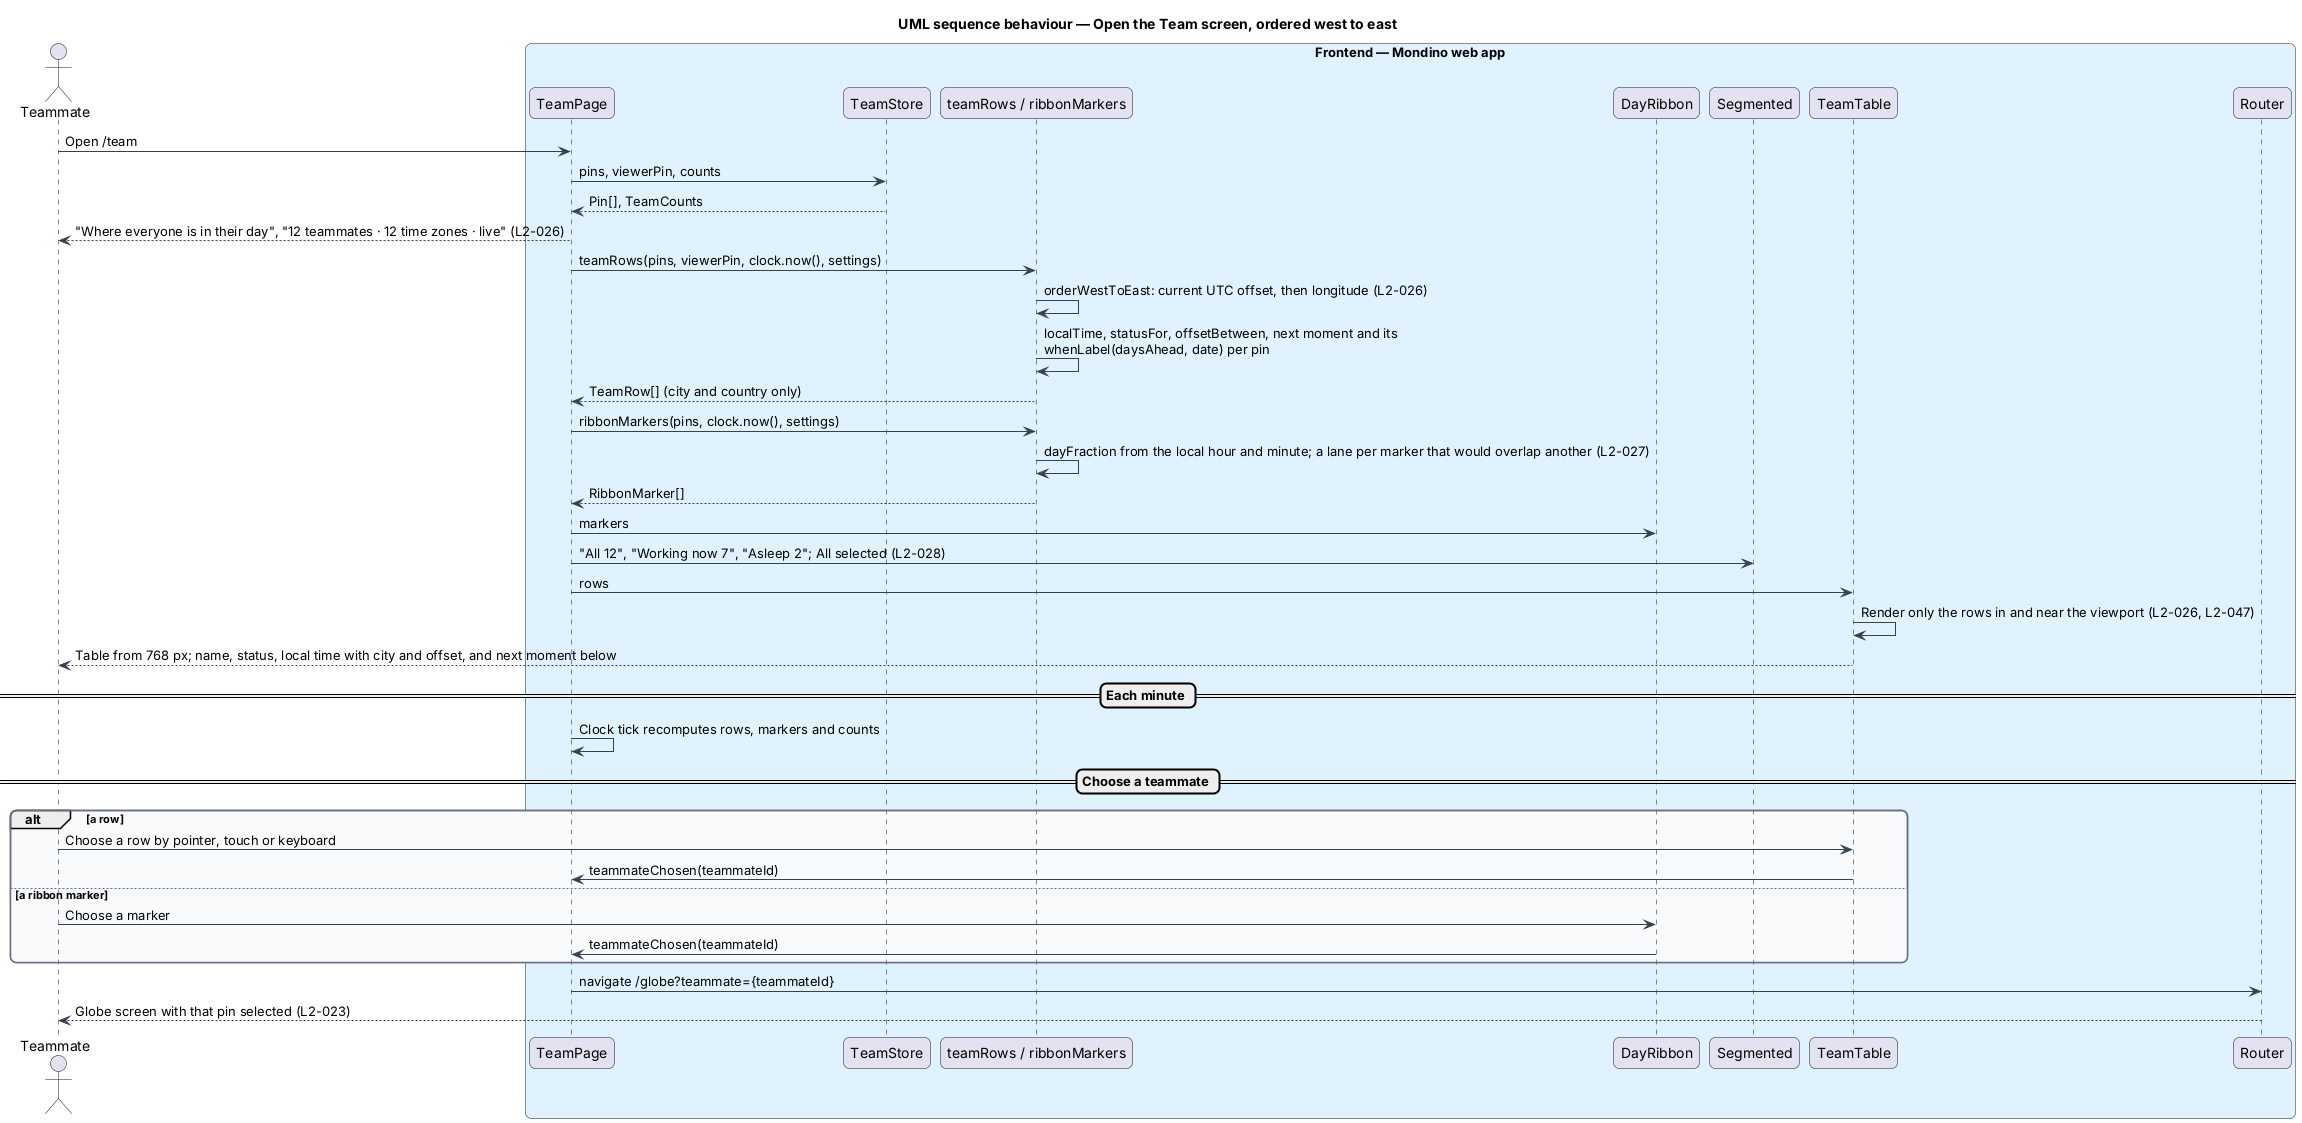 UML sequence behaviour — Open the Team screen, ordered west to east
Frontend — Mondino web app
Teammate
TeamPage
TeamStore
teamRows / ribbonMarkers
DayRibbon
Segmented
TeamTable
Router
Open /team
pins, viewerPin, counts
Pin[], TeamCounts
"Where everyone is in their day", "12 teammates · 12 time zones · live" (L2-026)
teamRows(pins, viewerPin, clock.now(), settings)
orderWestToEast: current UTC offset, then longitude (L2-026)
localTime, statusFor, offsetBetween, next moment and its
whenLabel(daysAhead, date) per pin
TeamRow[] (city and country only)
ribbonMarkers(pins, clock.now(), settings)
dayFraction from the local hour and minute; a lane per marker that would overlap another (L2-027)
RibbonMarker[]
markers
"All 12", "Working now 7", "Asleep 2"; All selected (L2-028)
rows
Render only the rows in and near the viewport (L2-026, L2-047)
Table from 768 px; name, status, local time with city and offset, and next moment below
Each minute
Clock tick recomputes rows, markers and counts
Choose a teammate
alt [a row]
Choose a row by pointer, touch or keyboard
teammateChosen(teammateId)
[a ribbon marker]
Choose a marker
teammateChosen(teammateId)
navigate /globe?teammate={teammateId}
Globe screen with that pin selected (L2-023)
Teammate
TeamPage
TeamStore
teamRows / ribbonMarkers
DayRibbon
Segmented
TeamTable
Router